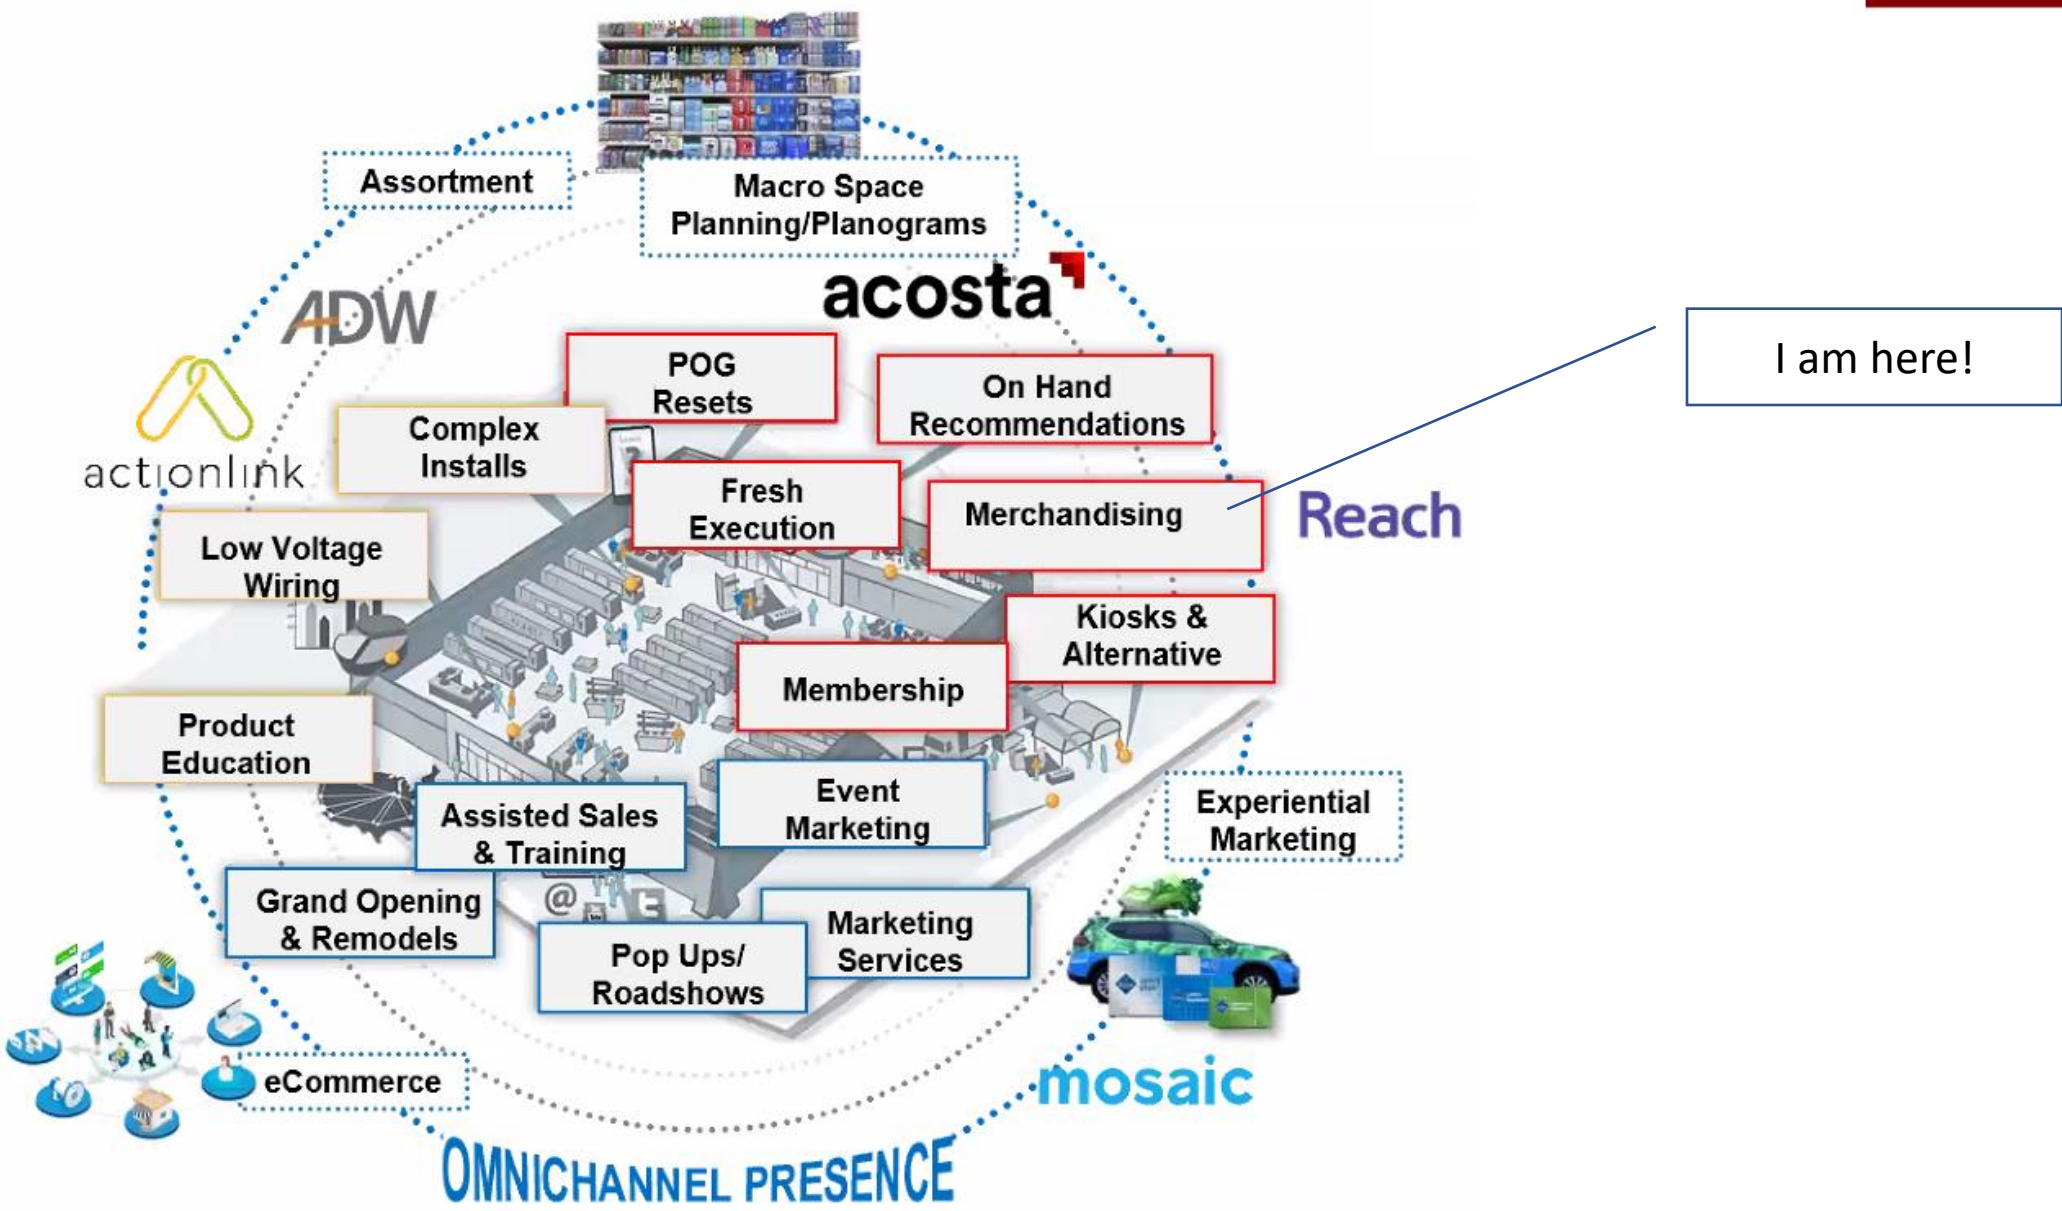 Assortment
Macro Space
Planning/Planograms
ADW
acosta
I am here!
POG
Resets
On Hand
Recommendations
Complex
Installs
actionlink
Fresh
Execution
Merchandising
Reach
Low Voltage
Wiring
Kiosks &
Alternative
Membership
Product
Education
Event
Marketing
Experiential
Marketing
Assisted Sales
& Training
Grand Opening
& Remodels
@
Marketing
Services
Pop Ups/
Roadshows
eCommerce
mosaic
OMNICHANNEL PRESENCE